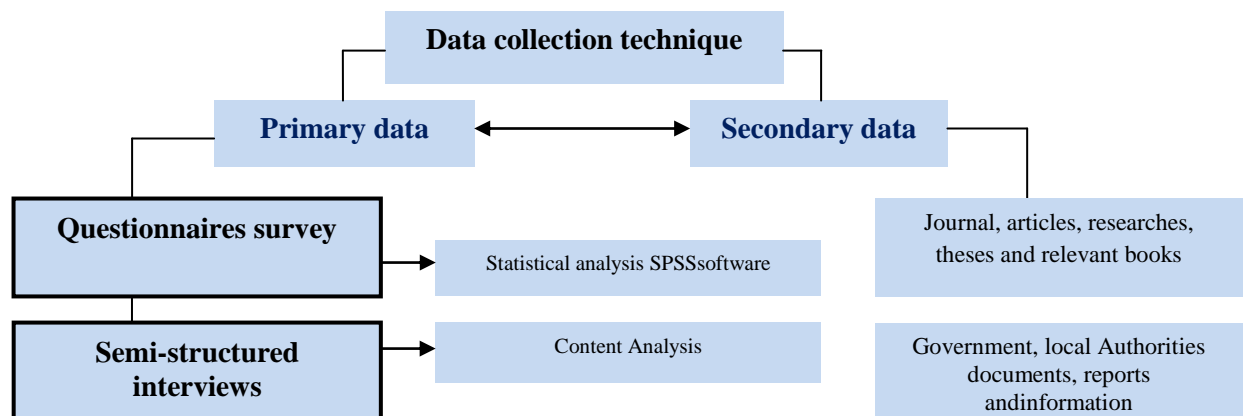 Data collection technique
Primary data
Secondary data
Questionnaires survey
Statistical analysis SPSSsoftware
Journal, articles, researches,
theses and relevant books
Semi-structured
interviews
Content Analysis
Government, local Authorities
documents, reports
andinformation